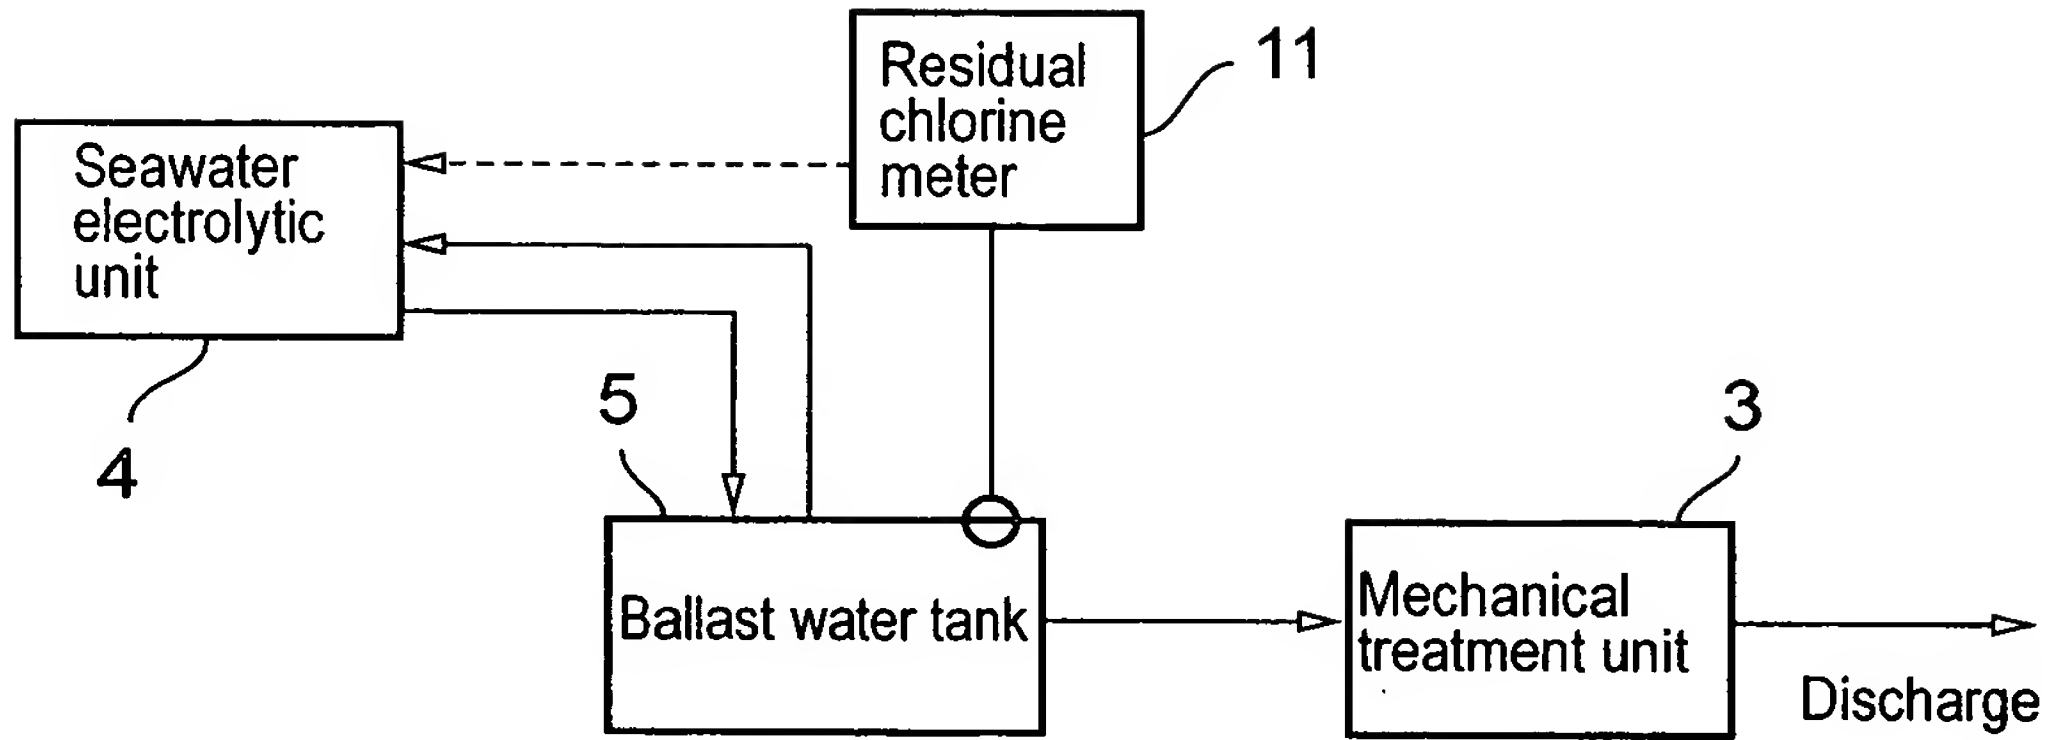 Residual
chlorine
meter
11
Seawater
electrolytic
unit
4
5
3
Ballast water tank
Mechanical
treatment unit
Discharge